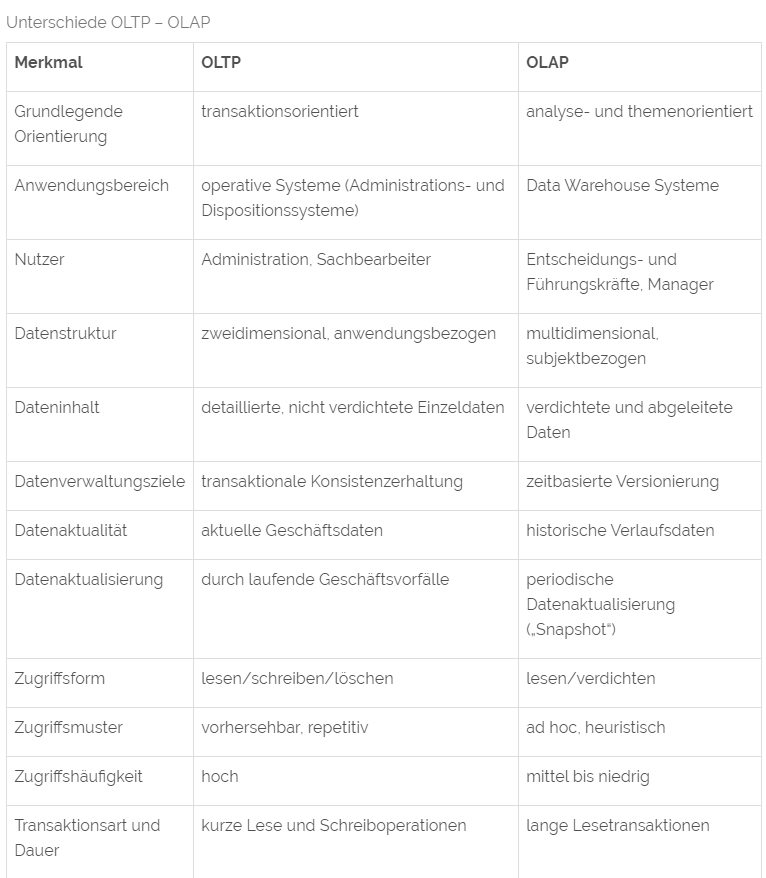 Unterschiede OLTP – OLAP
Merkmal OLTP OLAP
Grundlegende Orientierung transaktionsorientiert analyse- und themenorientiert
Anwendungsbereich operative Systeme (Administrations- und Dispositionssysteme) Data Warehouse Systeme
Nutzer Administration, Sachbearbeiter Entscheidungs- und Führungskräfte, Manager
Datenstruktur zweidimensional, anwendungsbezogen multidimensional, subjektbezogen
Dateninhalt detaillierte, nicht verdichtete Einzeldaten verdichtete und abgeleitete Daten
Datenverwaltungsziele transaktionale Konsistenzerhaltung zeitbasierte Versionierung
Datenaktualität aktuelle Geschäftsdaten historische Verlaufsdaten
Datenaktualisierung durch laufende Geschäftsvorfälle periodische Datenaktualisierung („Snapshot“)
Zugriffsform lesen/schreiben/löschen lesen/verdichten
Zugriffsmuster vorhersehbar, repetitiv ad hoc, heuristisch
Zugriffshäufigkeit hoch mittel bis niedrig
Transaktionsart und Dauer kurze Lese und Schreiboperationen lange Lesetransaktionen